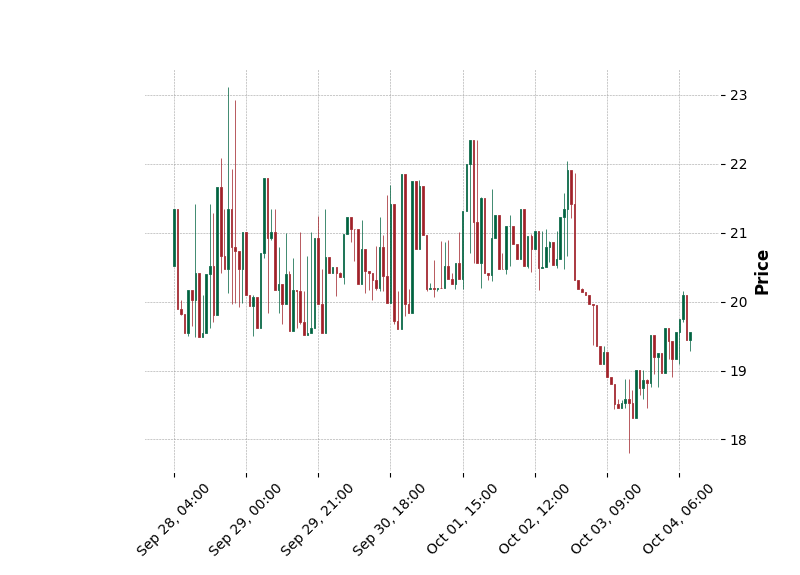 23
22
21
20
19
18
Price
Sep 28, 04:00
Sep 29, 00:00
Sep 29, 21:00
Sep 30, 18:00
Oct 01, 15:00
Oct 02, 12:00
Oct 03, 09:00
Oct 04, 06:00